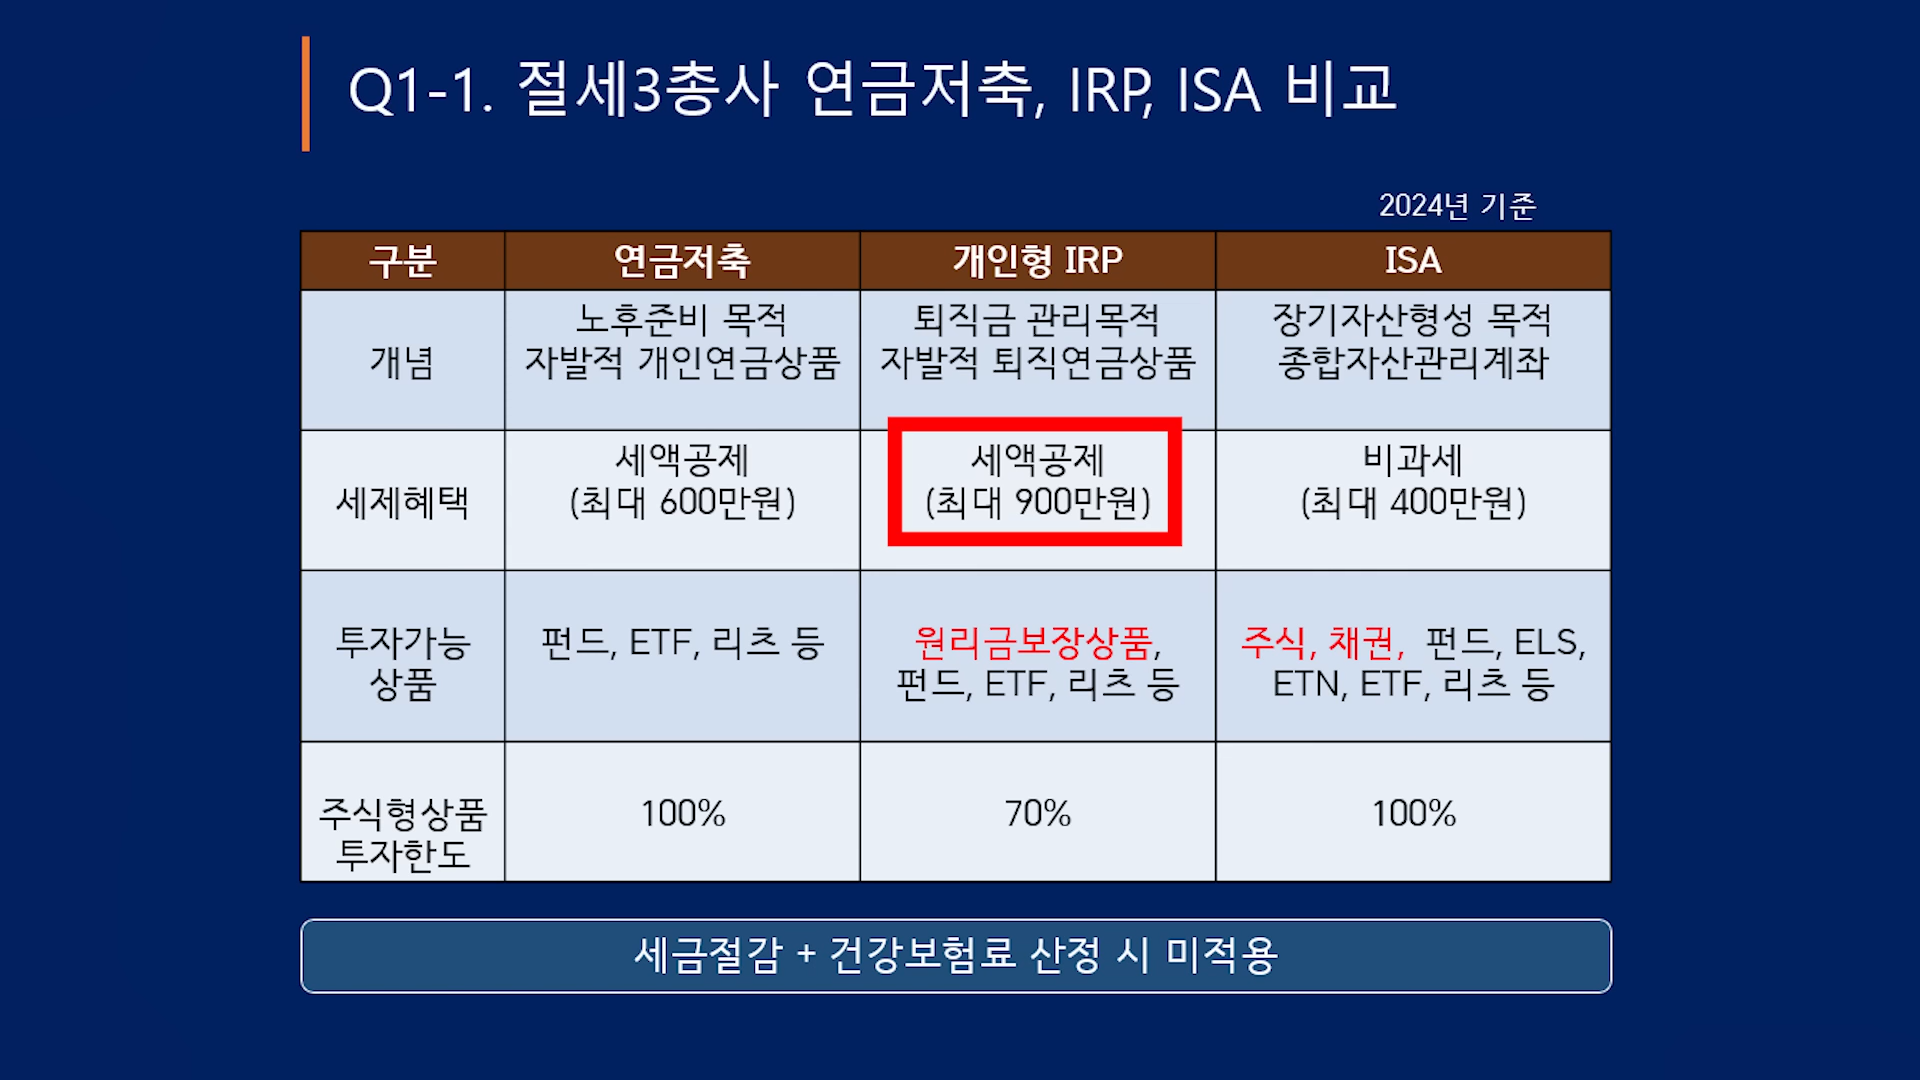 Q1-1. 절세3총사 연금저축, IRP, ISA 비교
2024년 기준
구분 연금저축 개인형 IRP ISA
개념
노후준비 목적
자발적 개인연금상품
퇴직금 관리목적
자발적 퇴직연금상품
장기자산형성 목적
종합자산관리계좌
세제혜택
세액공제
(최대 600만원)
세액공제
(최대 900만원)
비과세
(최대 400만원)
투자가능
상품
펀드, ETF, 리츠 등
원리금보장상품,
펀드, ETF, 리츠 등
주식, 채권, 펀드, ELS,
ETN, ETF, 리츠 등
주식형상품
투자한도
100%
70%
100%
세금절감 + 건강보험료 산정 시 미적용